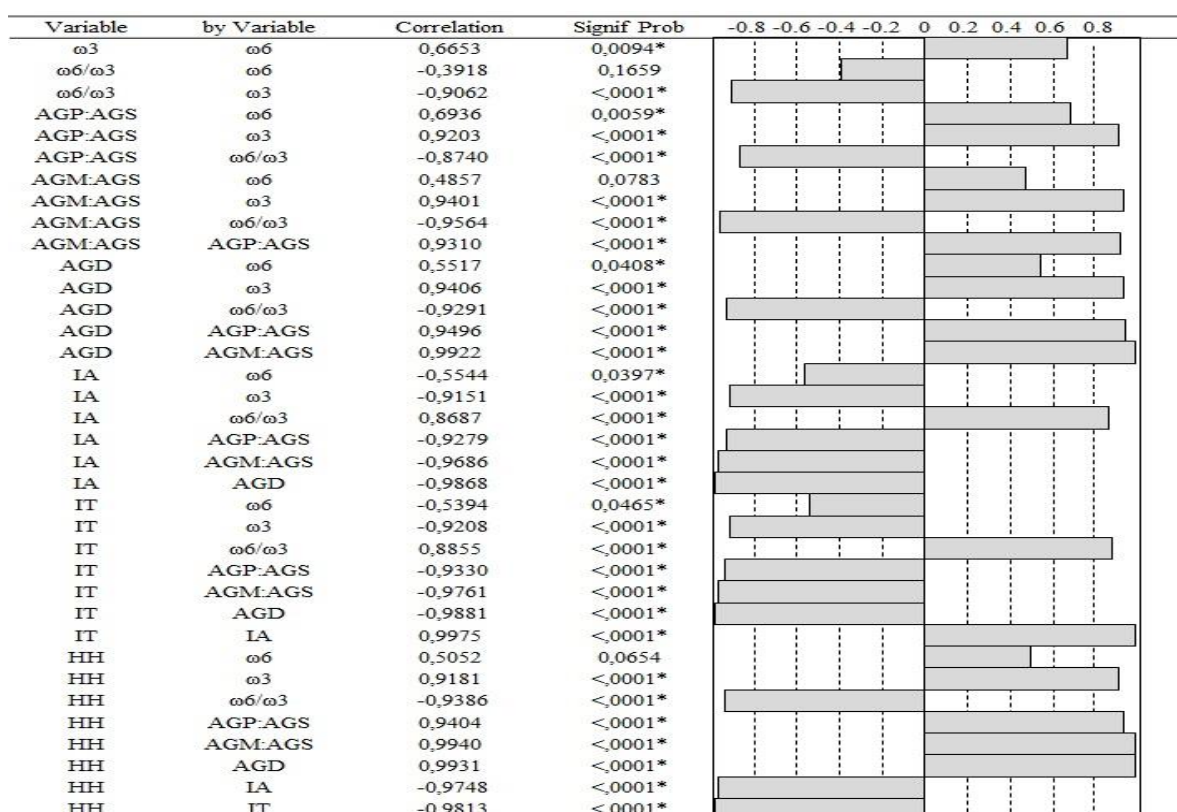 Variable by Variable Correlation Signif Prob -0.8 -0.6 -0.4 -0.2 0 0.2 0.4 0.6 0.8
ω3 ω6 0,6653 0,0094*
ω6/ω3 ω6 -0,3918 0,1659
ω6/ω3 ω3 -0,9062 <,0001*
AGP:AGS ω6 0,6936 0,0059*
AGP:AGS ω3 0,9203 <,0001*
AGP:AGS ω6/ω3 -0,8740 <,0001*
AGM:AGS ω6 0,4857 0,0783
AGM:AGS ω3 0,9401 <,0001*
AGM:AGS ω6/ω3 -0,9564 <,0001*
AGM:AGS AGP:AGS 0,9310 <,0001*
AGD ω6 0,5517 0,0408*
AGD ω3 0,9406 <,0001*
AGD ω6/ω3 -0,9291 <,0001*
AGD AGP:AGS 0,9496 <,0001*
AGD AGM:AGS 0,9922 <,0001*
IA ω6 -0,5544 0,0397*
IA ω3 -0,9151 <,0001*
IA ω6/ω3 0,8687 <,0001*
IA AGP:AGS -0,9279 <,0001*
IA AGM:AGS -0,9686 <,0001*
IA AGD -0,9868 <,0001*
IT ω6 -0,5394 0,0465*
IT ω3 -0,9208 <,0001*
IT ω6/ω3 0,8855 <,0001*
IT AGP:AGS -0,9330 <,0001*
IT AGM:AGS -0,9761 <,0001*
IT AGD -0,9881 <,0001*
IT IA 0,9975 <,0001*
HH ω6 0,5052 0,0654
HH ω3 0,9181 <,0001*
HH ω6/ω3 -0,9386 <,0001*
HH AGP:AGS 0,9404 <,0001*
HH AGM:AGS 0,9940 <,0001*
HH AGD 0,9931 <,0001*
HH IA -0,9748 <,0001*
HH IT -0,9813 <,0001*